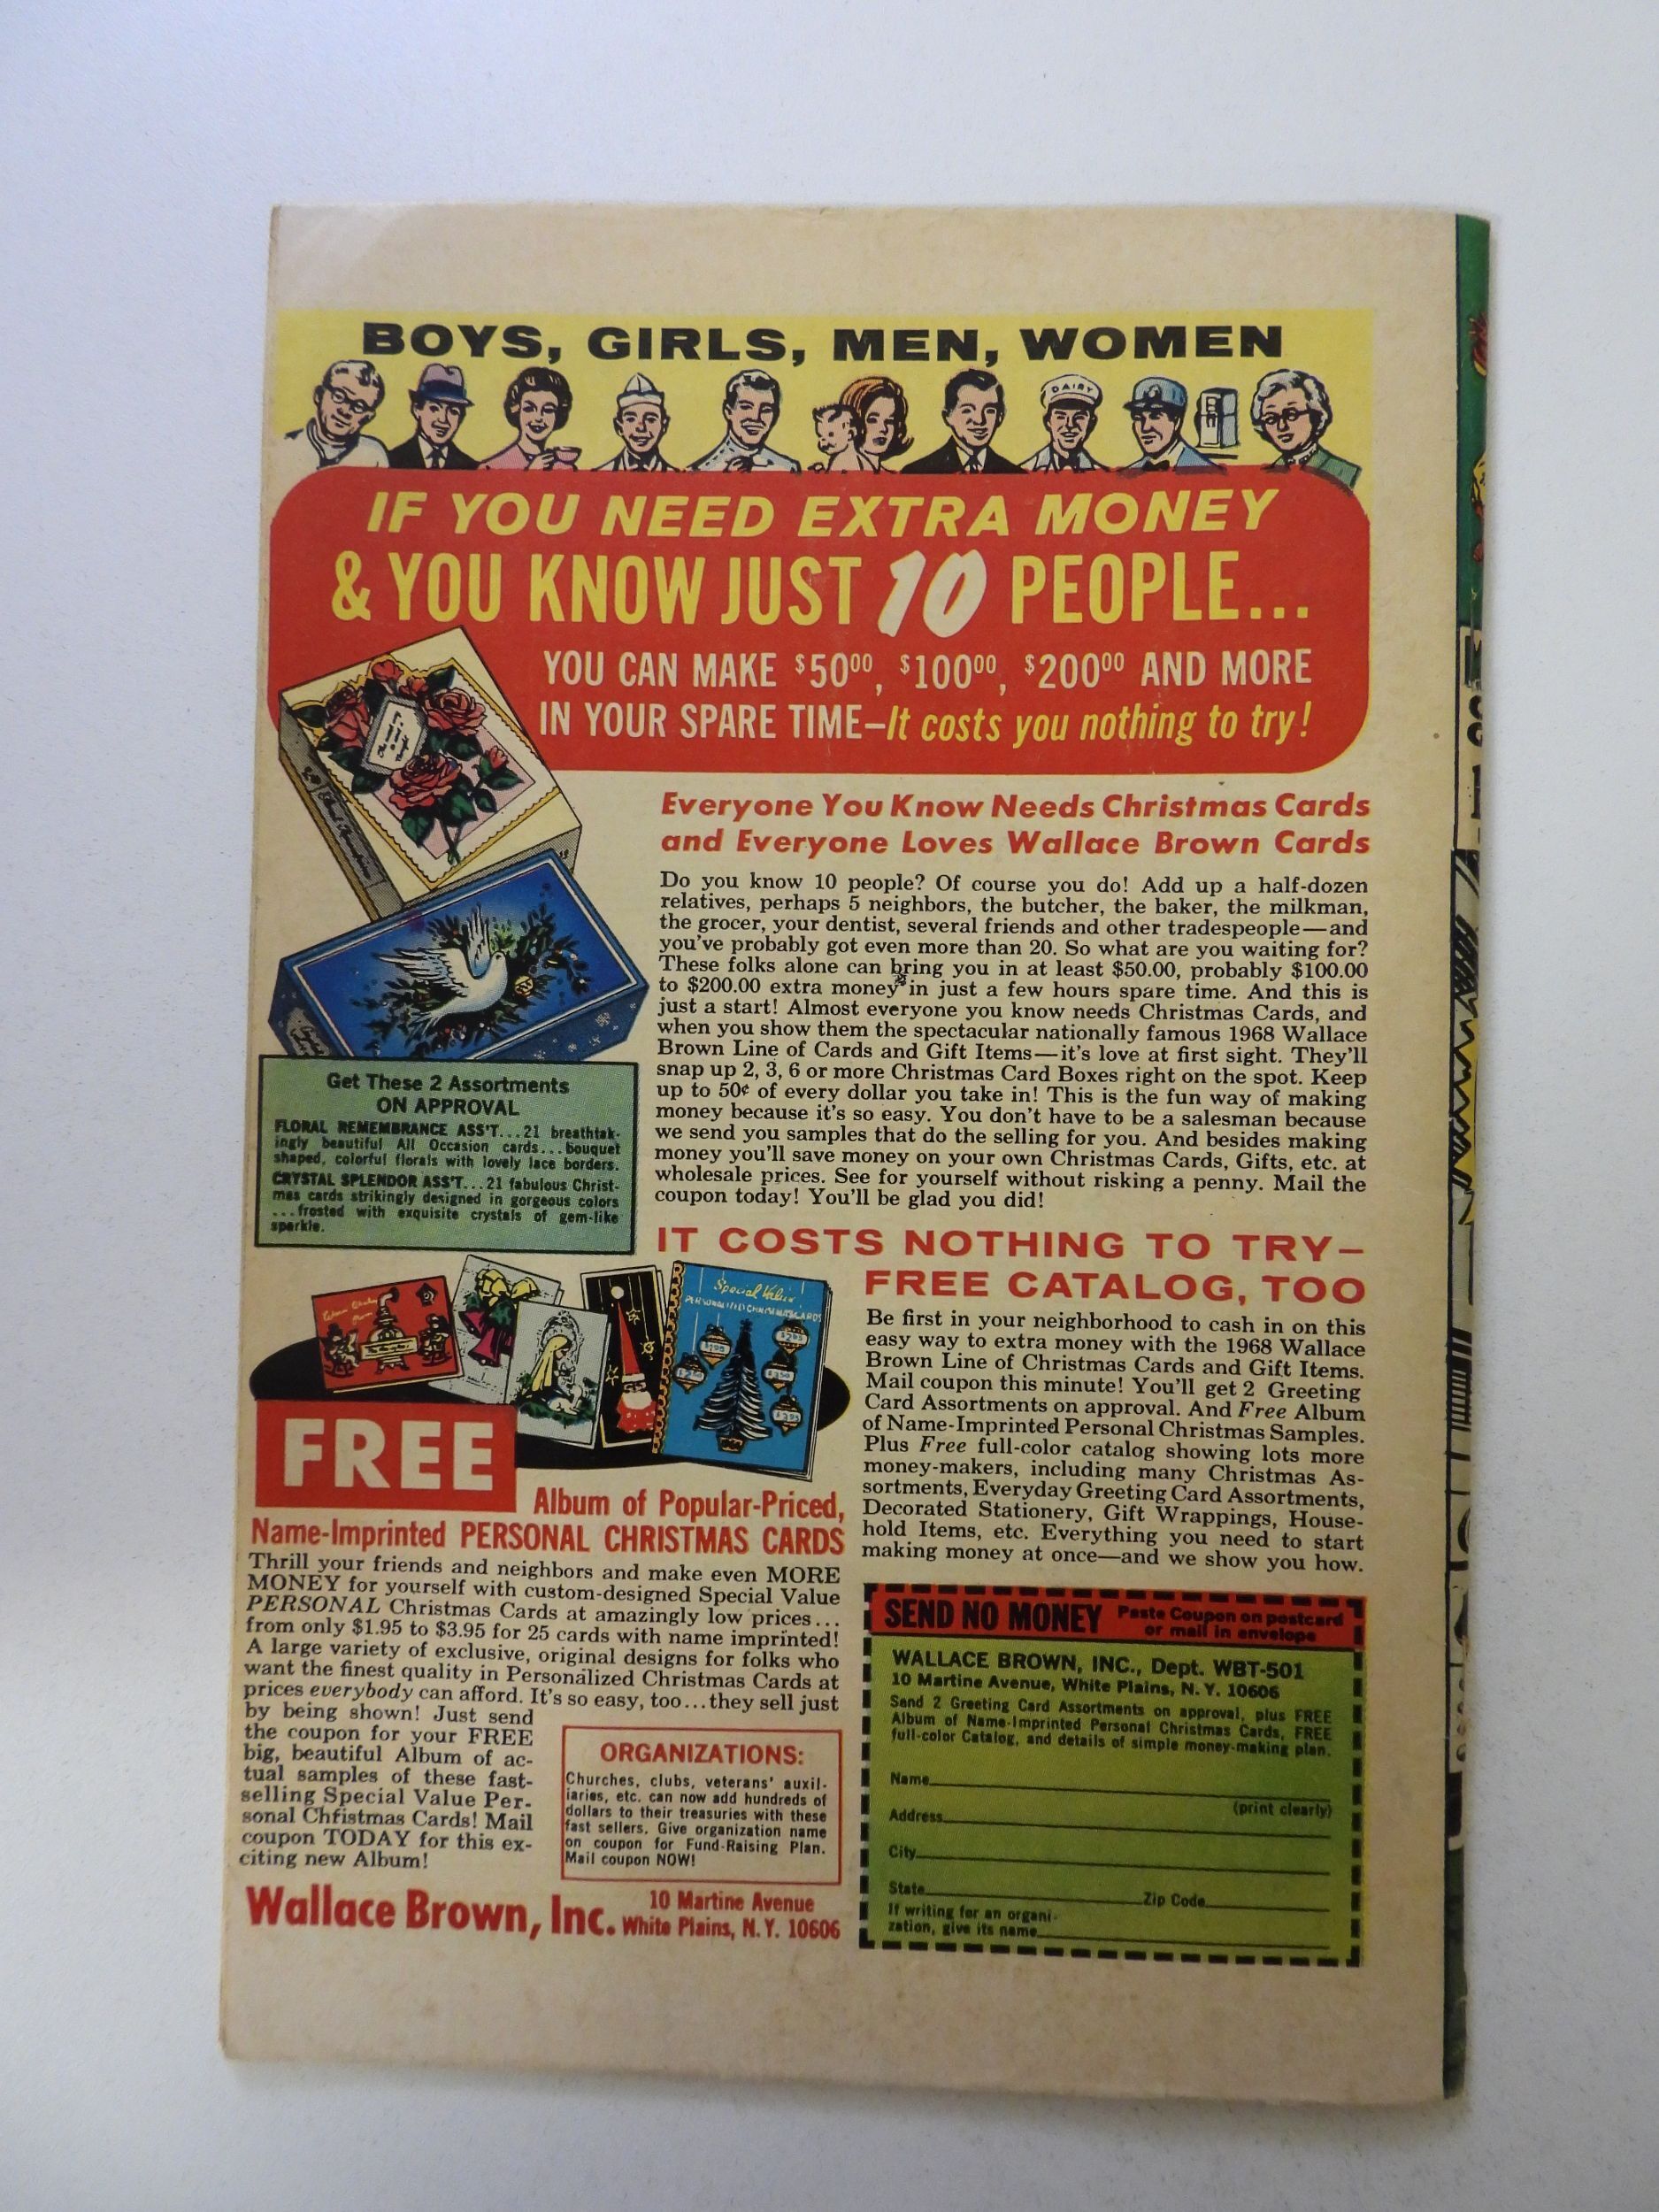 BOYS, GIRLS, MEN, WOMEN
DAIRY
IF YOU NEED EXTRA MONEY
& YOU KNOW JUST 10 PEOPLE...
YOU CAN MAKE $50⁰⁰, $100⁰⁰, $200⁰⁰ AND MORE
IN YOUR SPARE TIME—It costs you nothing to try!
Everyone You Know Needs Christmas Cards
and Everyone Loves Wallace Brown Cards
Do you know 10 people? Of course you do! Add up a half-dozen
relatives, perhaps 5 neighbors, the butcher, the baker, the milkman,
the grocer, your dentist, several friends and other tradespeople—and
you've probably got even more than 20. So what are you waiting for?
These folks alone can bring you in at least $50.00, probably $100.00
to $200.00 extra money in just a few hours spare time. And this is
just a start! Almost everyone you know needs Christmas Cards, and
when you show them the spectacular nationally famous 1968 Wallace
Brown Line of Cards and Gift Items—it's love at first sight. They'll
snap up 2, 3, 6 or more Christmas Card Boxes right on the spot. Keep
up to 50¢ of every dollar you take in! This is the fun way of making
money because it's so easy. You don't have to be a salesman because
we send you samples that do the selling for you. And besides making
money you'll save money on your own Christmas Cards, Gifts, etc. at
wholesale prices. See for yourself without risking a penny. Mail the
coupon today! You'll be glad you did!
Get These 2 Assortments
ON APPROVAL
FLORAL REMEMBRANCE ASS'T...21 breathtak-
ingly beautiful All Occasion cards...bouquet
shaped, colorful florals with lovely lace borders.
CRYSTAL SPLENDOR ASS'T...21 fabulous Christ-
mas cards strikingly designed in gorgeous colors
...frosted with exquisite crystals of gem-like
sparkle.
IT COSTS NOTHING TO TRY—
FREE CATALOG, TOO
Be first in your neighborhood to cash in on this
easy way to extra money with the 1968 Wallace
Brown Line of Christmas Cards and Gift Items.
Mail coupon this minute! You'll get 2 Greeting
Card Assortments on approval. And Free Album
of Name-Imprinted Personal Christmas Samples.
Plus Free full-color catalog showing lots more
money-makers, including many Christmas As-
sortments, Everyday Greeting Card Assortments,
Decorated Stationery, Gift Wrappings, House-
hold Items, etc. Everything you need to start
making money at once—and we show you how.
Special Value
PERSONALIZED CHRISTMAS CARDS
$1.95
$2.95
$2.50
$3.50
$3.95
FREE
Album of Popular-Priced,
Name-Imprinted PERSONAL CHRISTMAS CARDS
Thrill your friends and neighbors and make even MORE
MONEY for yourself with custom-designed Special Value
PERSONAL Christmas Cards at amazingly low prices...
from only $1.95 to $3.95 for 25 cards with name imprinted!
A large variety of exclusive, original designs for folks who
want the finest quality in Personalized Christmas Cards at
prices everybody can afford. It's so easy, too...they sell just
by being shown! Just send
the coupon for your FREE
big, beautiful Album of ac-
tual samples of these fast-
selling Special Value Per-
sonal Christmas Cards! Mail
coupon TODAY for this ex-
citing new Album!
ORGANIZATIONS:
Churches, clubs, veterans' auxil-
iaries, etc. can now add hundreds of
dollars to their treasuries with these
fast sellers. Give organization name
on coupon for Fund-Raising Plan.
Mail coupon NOW!
Wallace Brown, Inc. 10 Martine Avenue
White Plains, N.Y. 10606
SEND NO MONEY Paste Coupon on postcard
or mail in envelope
WALLACE BROWN, INC., Dept. WBT-501
10 Martine Avenue, White Plains, N.Y. 10606
Send 2 Greeting Card Assortments on approval, plus FREE
Album of Name-Imprinted Personal Christmas Cards, FREE
full-color Catalog, and details of simple money-making plan.
Name
(print clearly)
Address
City
State Zip Code
If writing for an organi-
zation, give its name